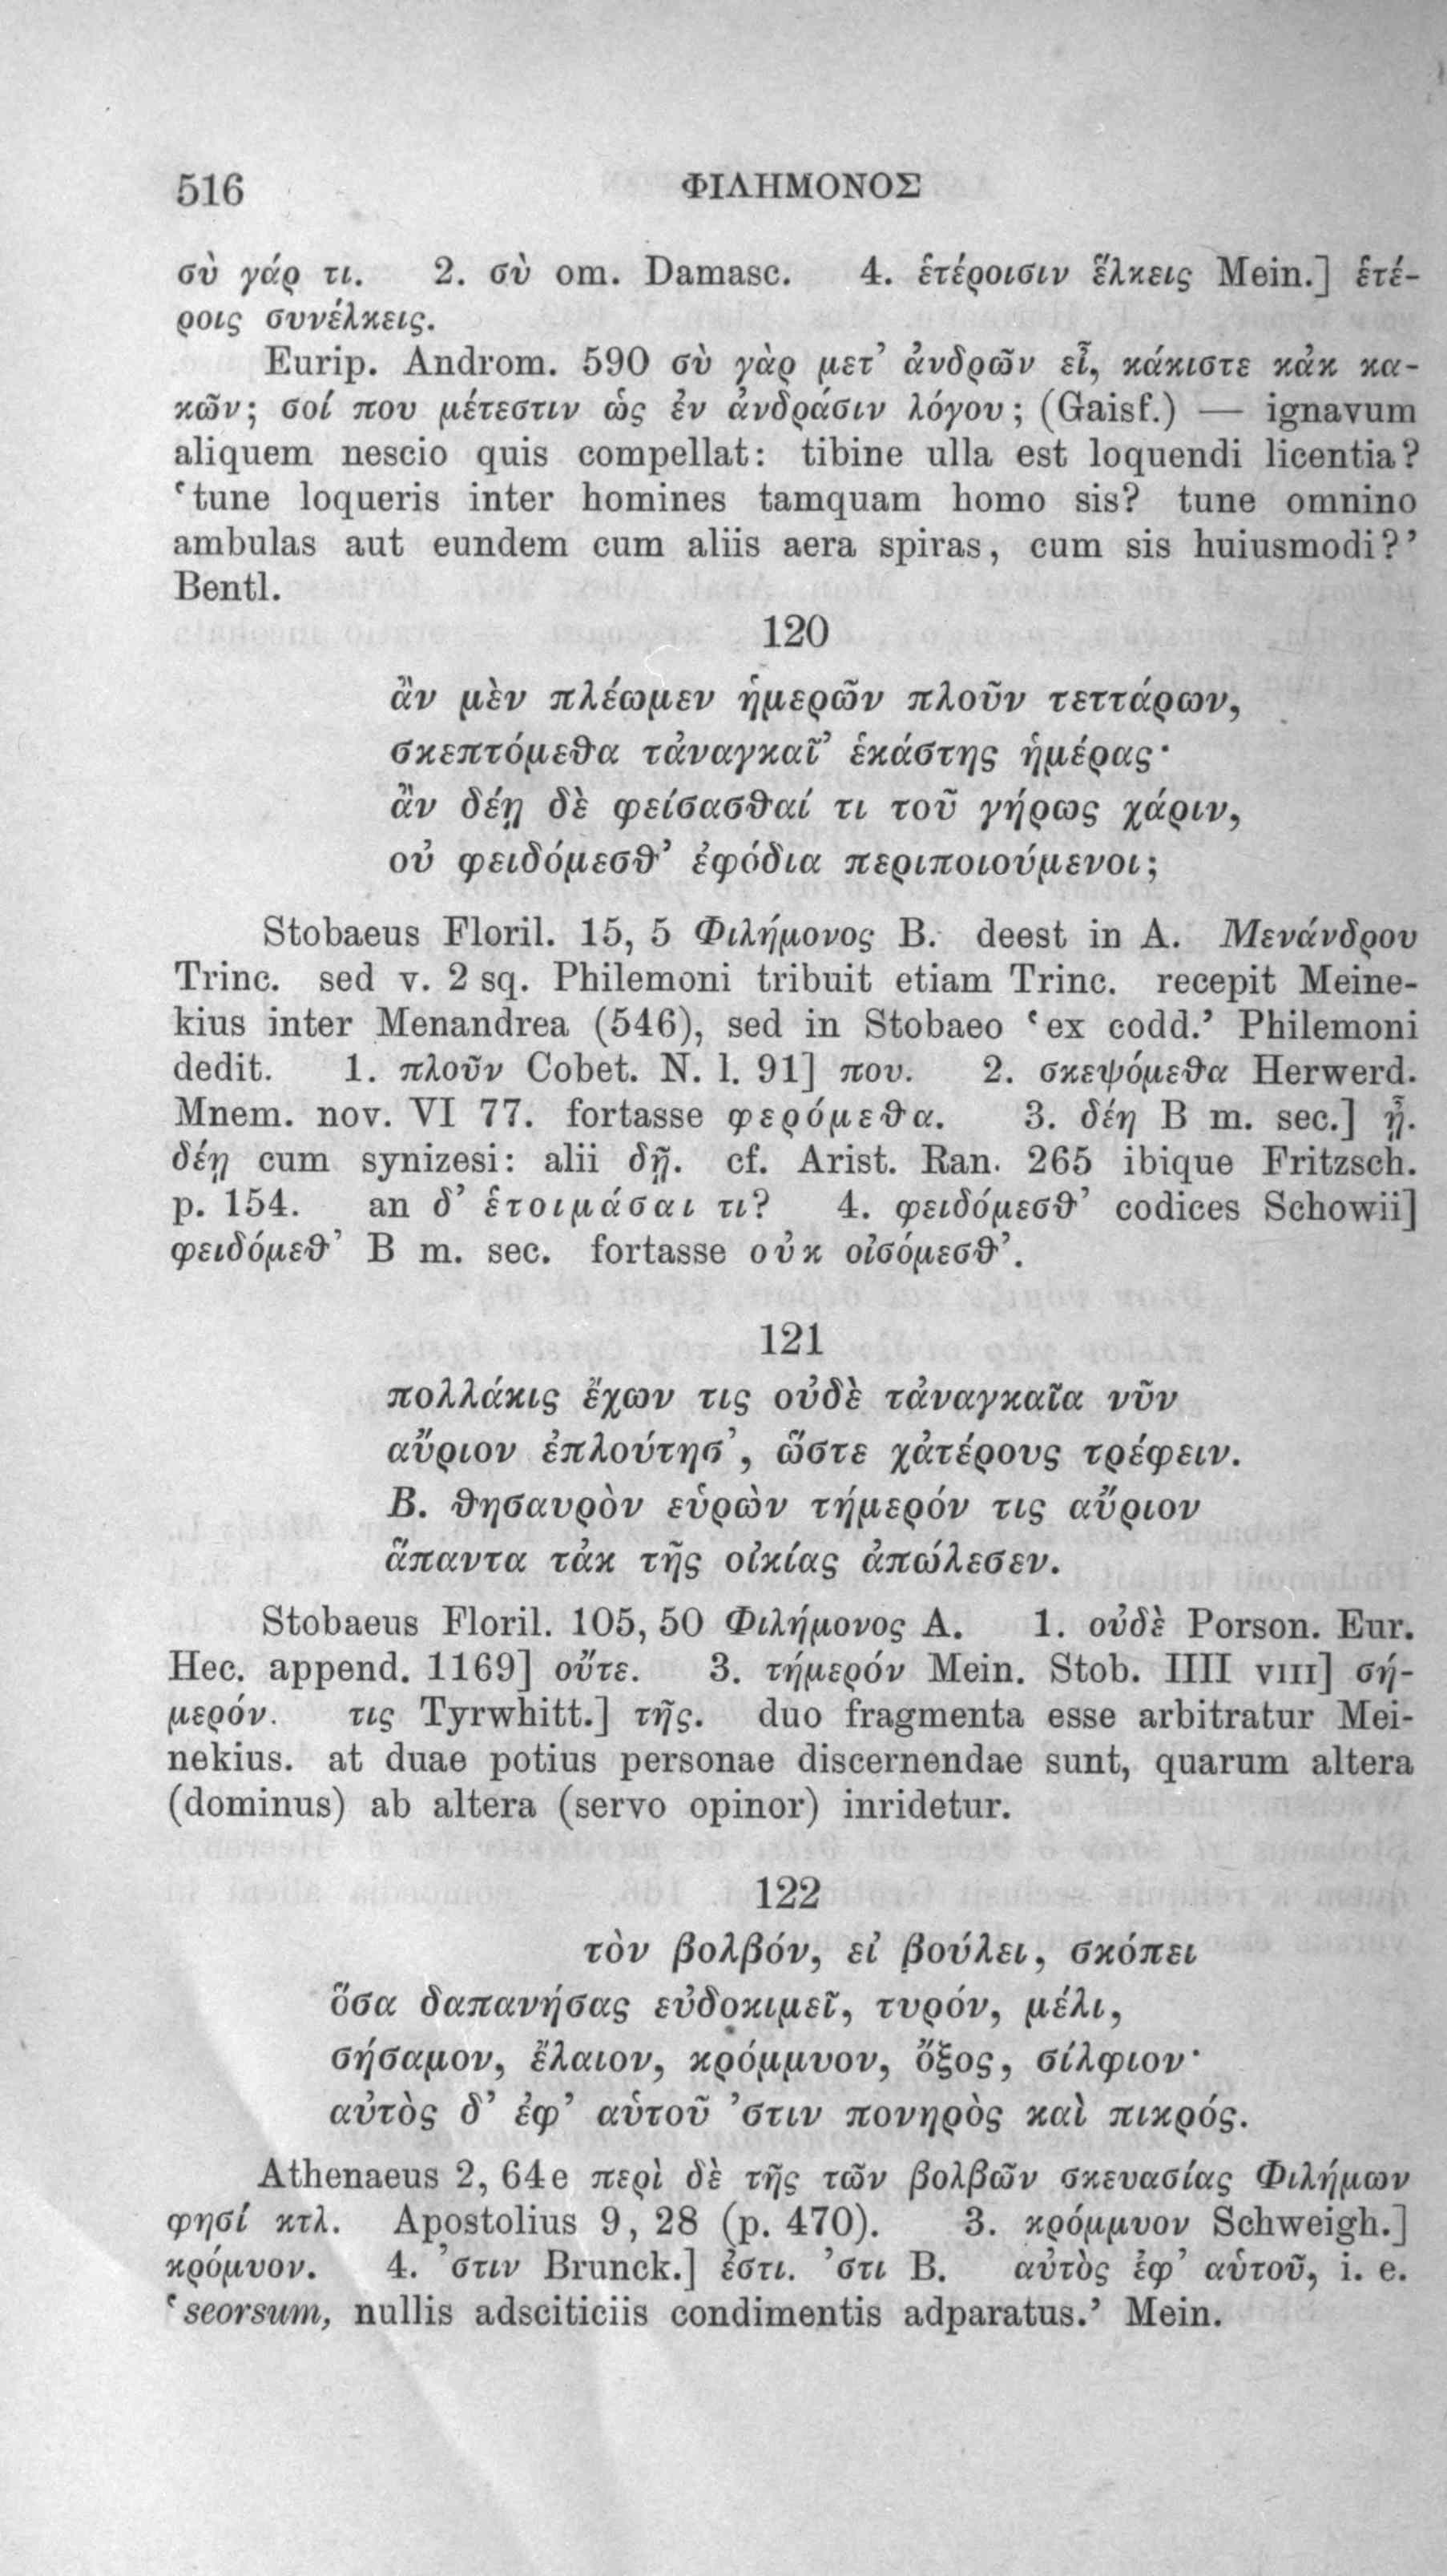 516 ΦΙΛΗΜΟΝΟΣ
σὺ γάρ τι. 2. σὺ om. Damasc. 4. ἑτέροισιν ἕλκεις Mein.] ἑτέ-
ροις συνέλκεις.
Eurip. Androm. 590 σὺ γὰρ μετ’ ἀνδρῶν εἶ, κάκιστε κἀκ κα-
κῶν; σοί που μέτεστιν ὡς ἐν ἀνδράσιν λόγου; (Gaisf.) — ignavum
aliquem nescio quis compellat: tibine ulla est loquendi licentia?
‘tune loqueris inter homines tamquam homo sis? tune omnino
ambulas aut eundem cum aliis aera spiras, cum sis huiusmodi?’
Bentl.
120
ἂν μὲν πλέωμεν ἡμερῶν πλοῦν τεττάρων,
σκεπτόμεθα τἀναγκαῖ’ ἑκάστης ἡμέρας·
ἂν δέῃ δὲ φείσασθαί τι τοῦ γήρως χάριν,
οὐ φειδόμεσθ’ ἐφόδια περιποιούμενοι;
Stobaeus Floril. 15, 5 Φιλήμονος B. deest in A. Μενάνδρου
Trinc. sed v. 2 sq. Philemoni tribuit etiam Trinc. recepit Meine-
kius inter Menandrea (546), sed in Stobaeo ‘ex codd.’ Philemoni
dedit. 1. πλοῦν Cobet. N. l. 91] που. 2. σκεψόμεθα Herwerd.
Mnem. nov. VI 77. fortasse φερόμεθα. 3. δέη B m. sec.] ᾖ.
δέῃ cum synizesi: alii δῇ. cf. Arist. Ran. 265 ibique Fritzsch.
p. 154. an δ’ ἑτοιμάσαι τι? 4. φειδόμεσθ’ codices Schowii]
φειδόμεθ’ B m. sec. fortasse οὐκ οἰσόμεσθ’.
121
πολλάκις ἔχων τις οὐδὲ τἀναγκαῖα νῦν
αὔριον ἐπλούτησ’, ὥστε χἀτέρους τρέφειν.
B. θησαυρὸν εὑρὼν τήμερόν τις αὔριον
ἅπαντα τἀκ τῆς οἰκίας ἀπώλεσεν.
Stobaeus Floril. 105, 50 Φιλήμονος A. 1. οὐδὲ Porson. Eur.
Hec. append. 1169] οὔτε. 3. τήμερόν Mein. Stob. IIII VIII] σή-
μερόν. τις Tyrwhitt.] τῆς. duo fragmenta esse arbitratur Mei-
nekius. at duae potius personae discernendae sunt, quarum altera
(dominus) ab altera (servo opinor) inridetur.
122
τὸν βολβόν, εἰ βούλει, σκόπει
ὅσα δαπανήσας εὐδοκιμεῖ, τυρόν, μέλι,
σήσαμον, ἔλαιον, κρόμμυον, ὄξος, σίλφιον·
αὐτὸς δ’ ἐφ’ αὑτοῦ ’στιν πονηρὸς καὶ πικρός.
Athenaeus 2, 64e περὶ δὲ τῆς τῶν βολβῶν σκευασίας Φιλήμων
φησί κτλ. Apostolius 9, 28 (p. 470). 3. κρόμμυον Schweigh.]
κρόμυον. 4. ’στιν Brunck.] ἐστι. ’στι B. αὐτὸς ἐφ’ αὑτοῦ, i. e.
‘seorsum, nullis adsciticiis condimentis adparatus.’ Mein.